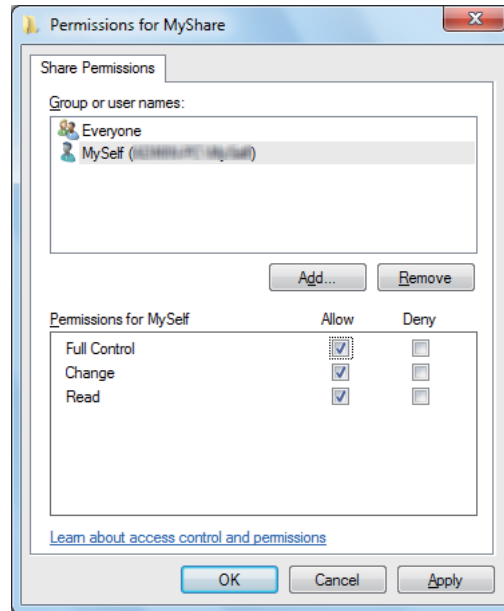 Permissions for MyShare
Share Permissions
Group or user names:
Everyone
MySelf (
Add...
Remove
Permissions for MySelf
Allow
Deny
Full Control
Change
Read
Learn about access control and permissions
OK
Cancel
Apply